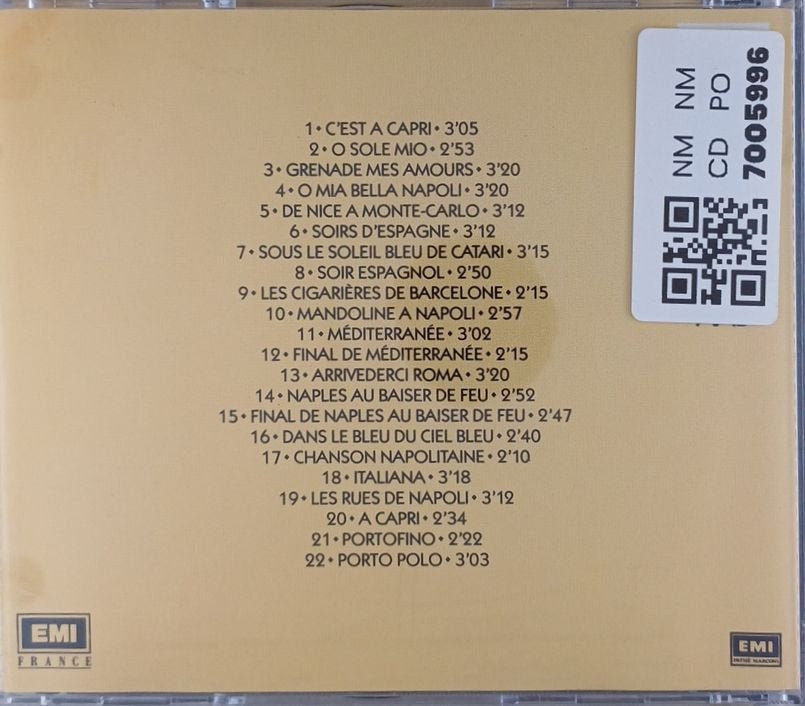 1 • C'EST A CAPRI • 3'05
2 • O SOLE MIO • 2'53
3 • GRENADE MES AMOURS • 3'20
4 • O MIA BELLA NAPOLI • 3'20
5 • DE NICE A MONTE-CARLO • 3'12
6 • SOIRS D'ESPAGNE • 3'12
7 • SOUS LE SOLEIL BLEU DE CATARI • 3'15
8 • SOIR ESPAGNOL • 2'50
9 • LES CIGARIÈRES DE BARCELONE • 2'15
10 • MANDOLINE A NAPOLI • 2'57
11 • MÉDITERRANÉE • 3'02
12 • FINAL DE MÉDITERRANÉE • 2'15
13 • ARRIVEDERCI ROMA • 3'20
14 • NAPLES AU BAISER DE FEU • 2'52
15 • FINAL DE NAPLES AU BAISER DE FEU • 2'47
16 • DANS LE BLEU DU CIEL BLEU • 2'40
17 • CHANSON NAPOLITAINE • 2'10
18 • ITALIANA • 3'18
19 • LES RUES DE NAPOLI • 3'12
20 • A CAPRI • 2'34
21 • PORTOFINO • 2'22
22 • PORTO POLO • 3'03
NM NM
CD PO
7005996
EMI
FRANCE
EMI
PATHÉ MARCONI